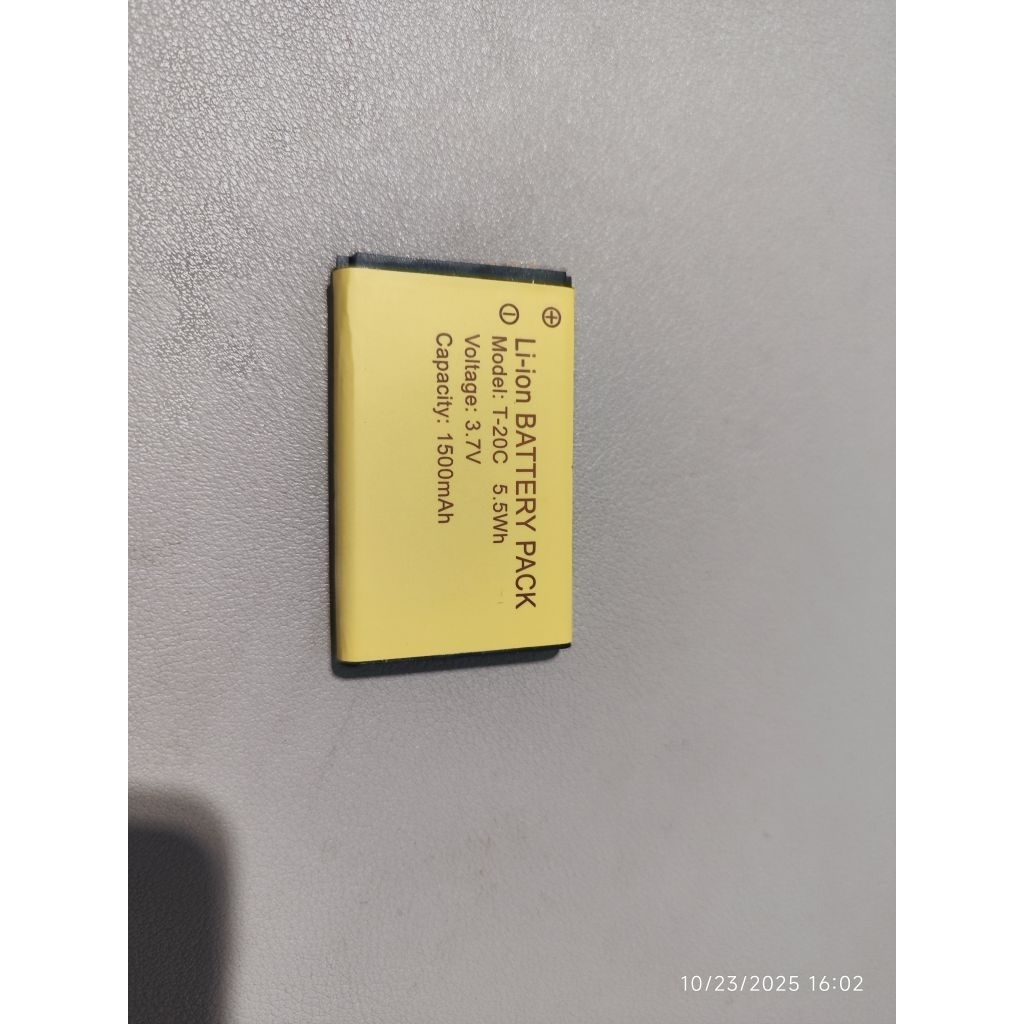 ⊕
⊖
Li-ion BATTERY PACK
Model: T-20C 5.5Wh
Voltage: 3.7V
Capacity: 1500mAh
10/23/2025 16:02